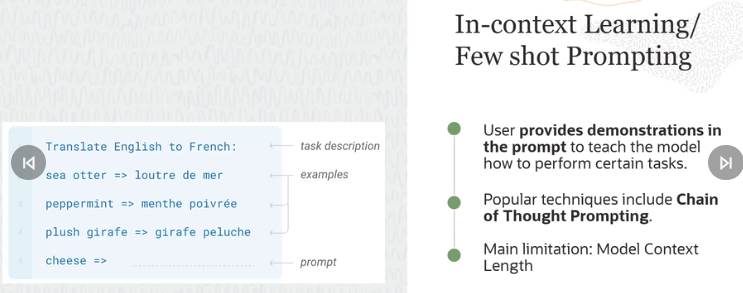 In-context Learning/
Few shot Prompting
Translate English to French:
task description
sea otter => loutre de mer
examples
peppermint => menthe poivrée
plush girafe => girafe peluche
cheese =>
prompt
User provides demonstrations in
the prompt to teach the model
how to perform certain tasks.
Popular techniques include Chain
of Thought Prompting.
Main limitation: Model Context
Length